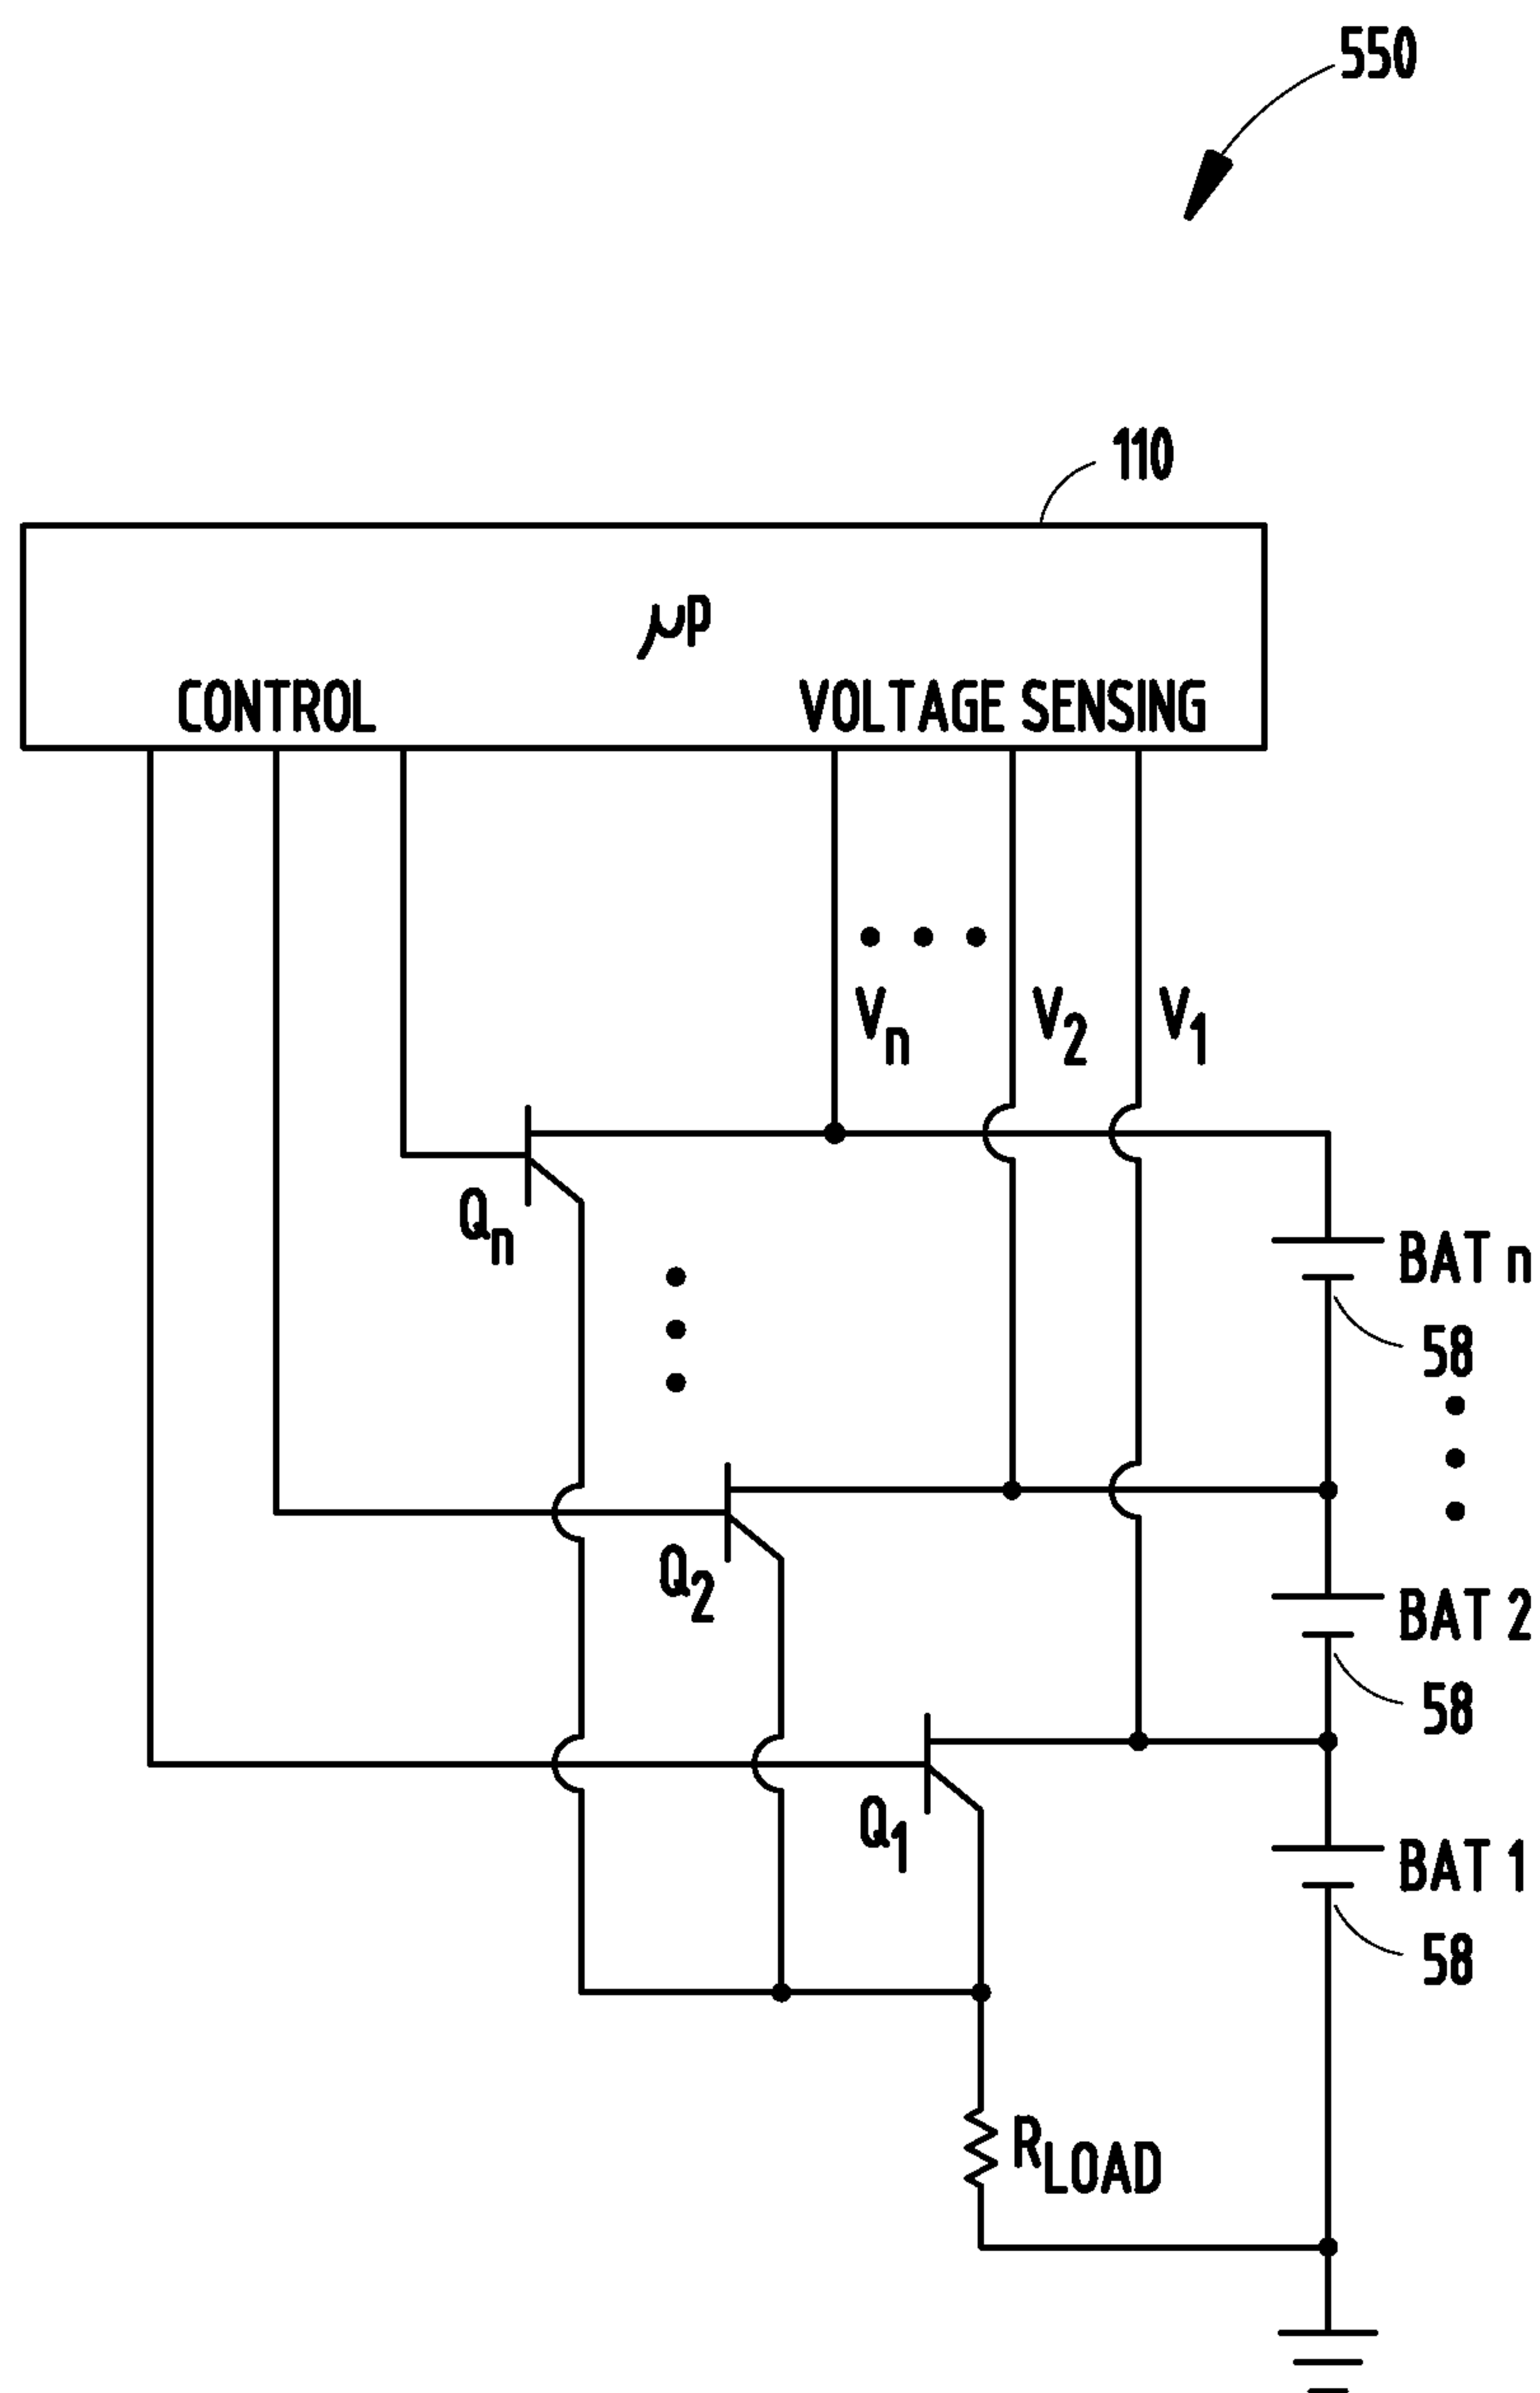 550
110
μP
CONTROL VOLTAGE SENSING
Vn V2 V1
Qn
BAT n
58
Q2
BAT 2
58
Q1
BAT 1
58
RLOAD